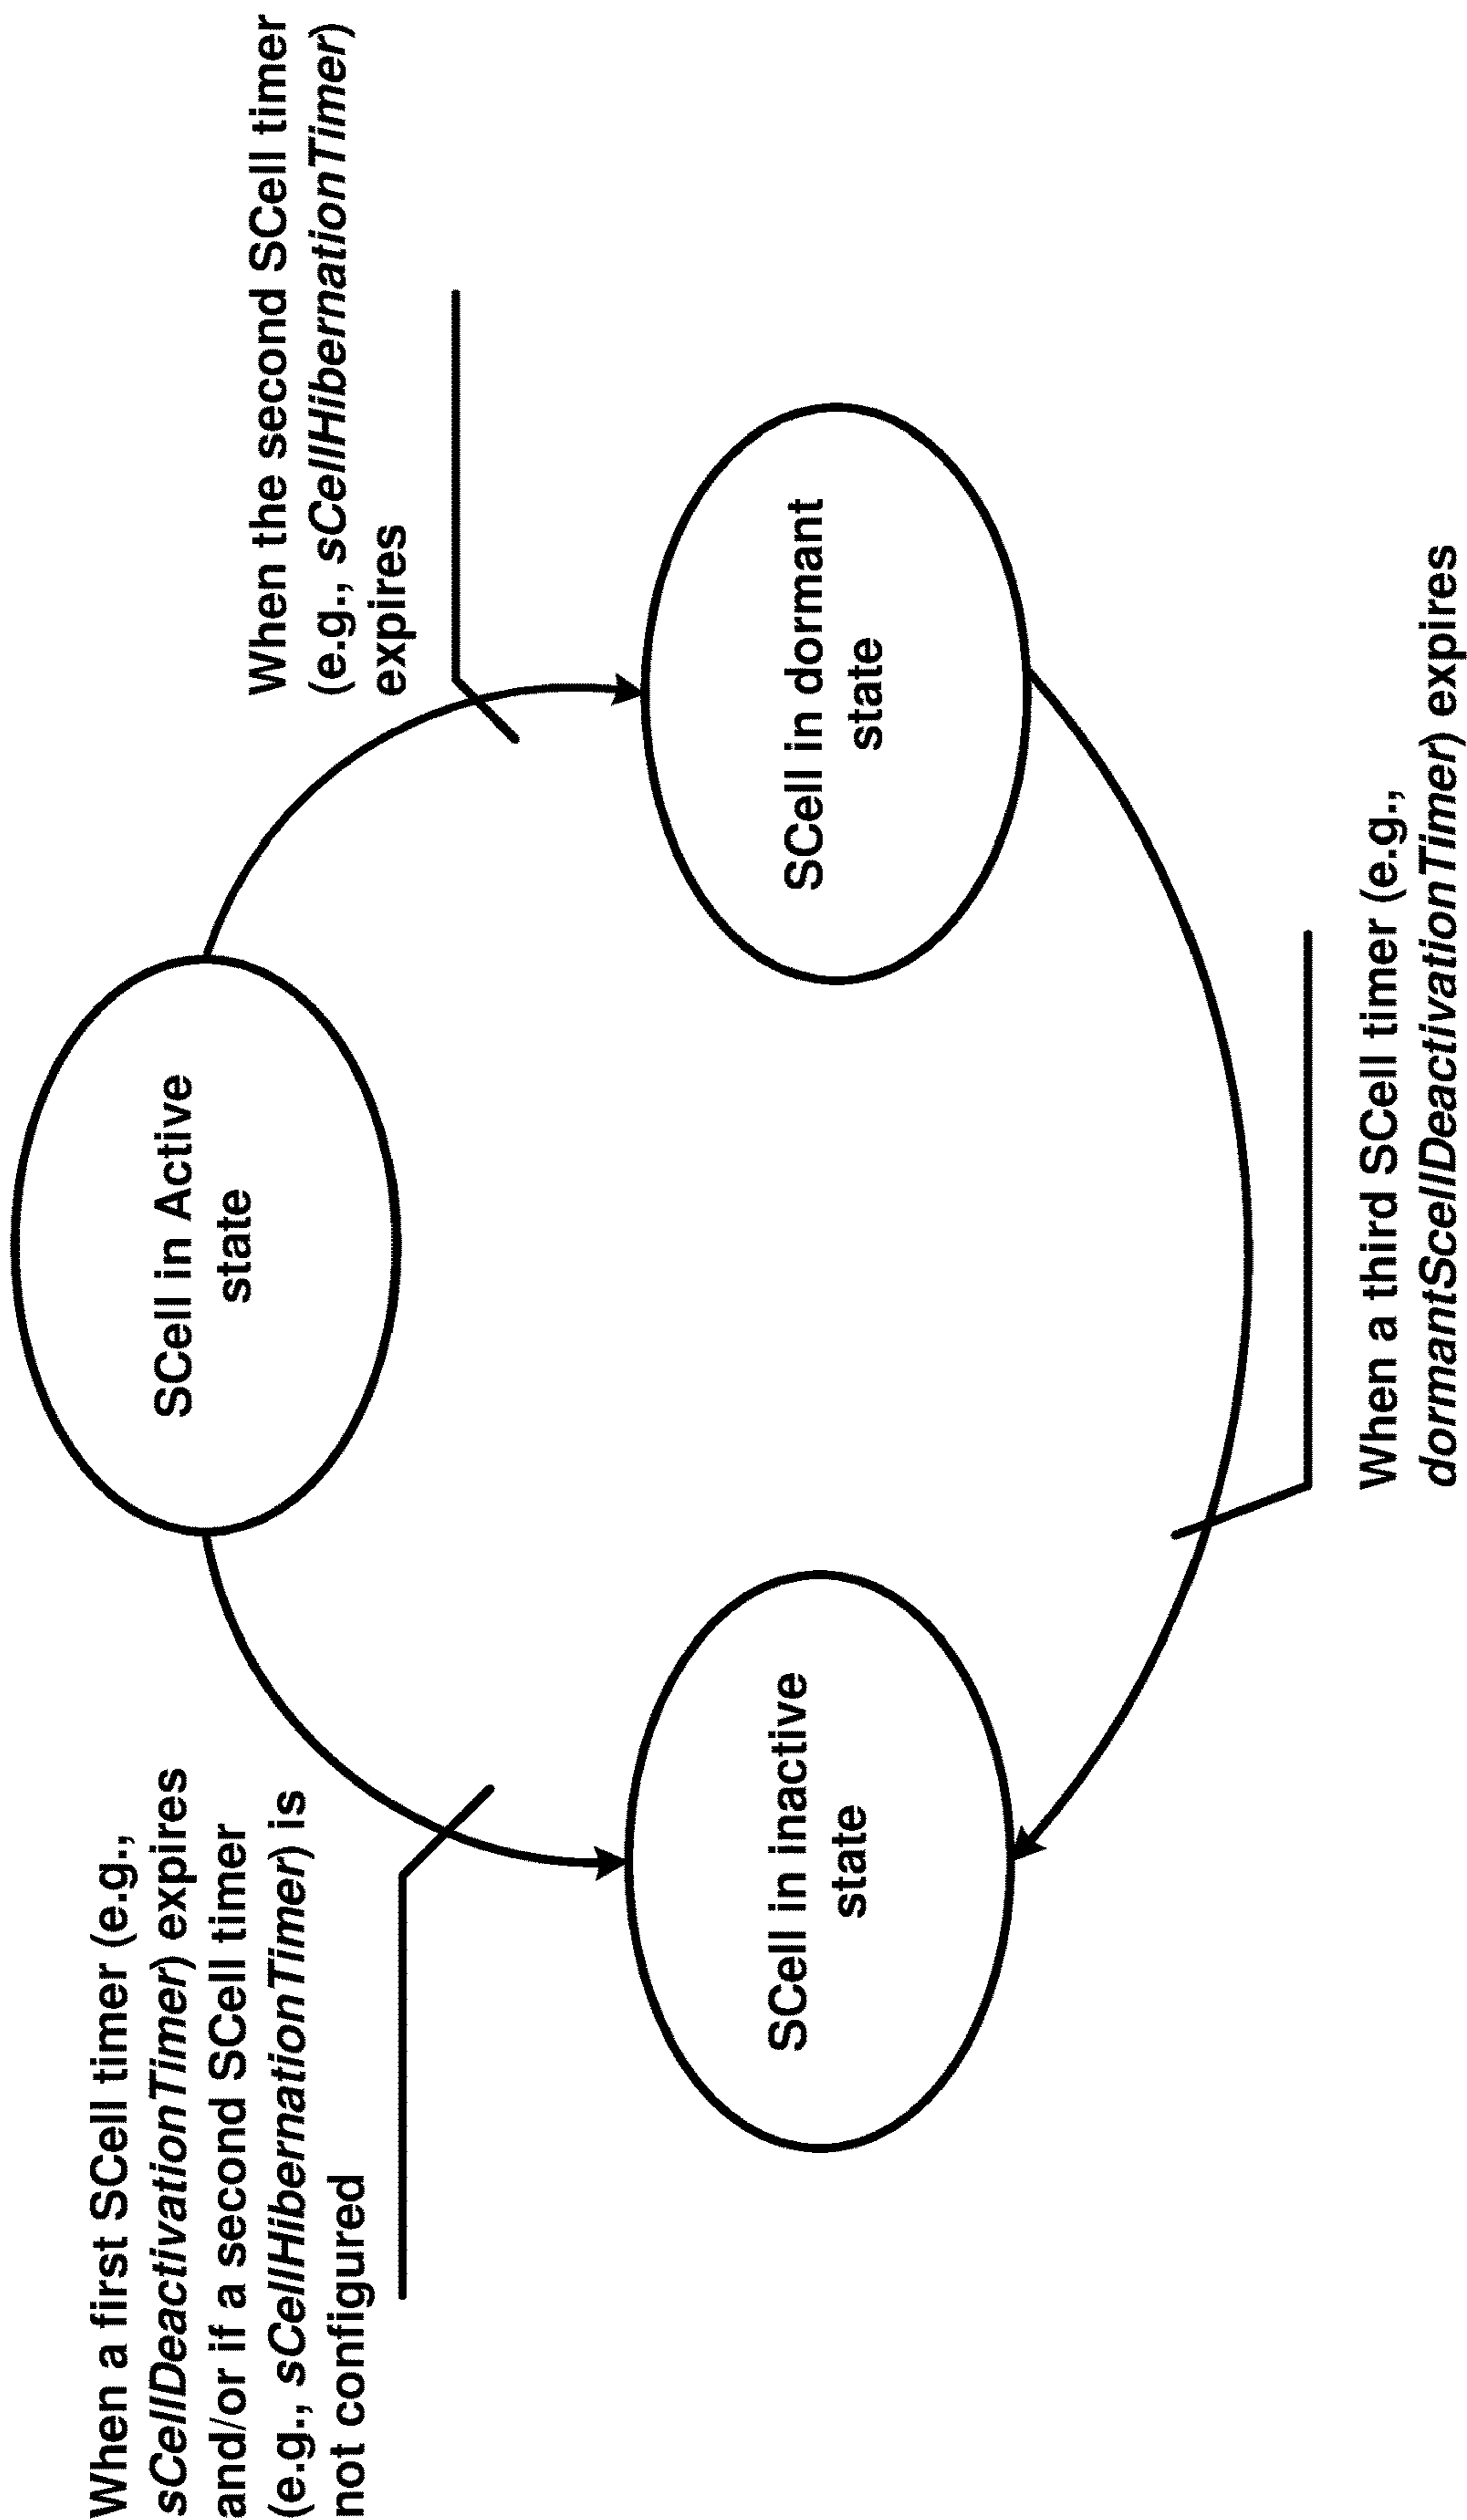 When a first SCell timer (e.g.,
sCellDeactivationTimer) expires
and/or if a second SCell timer
(e.g., sCellHibernationTimer) is
not configured
SCell in Active
state
When the second SCell timer
(e.g., sCellHibernationTimer)
expires
SCell in inactive
state
SCell in dormant
state
When a third SCell timer (e.g.,
dormantScellDeactivationTimer) expires